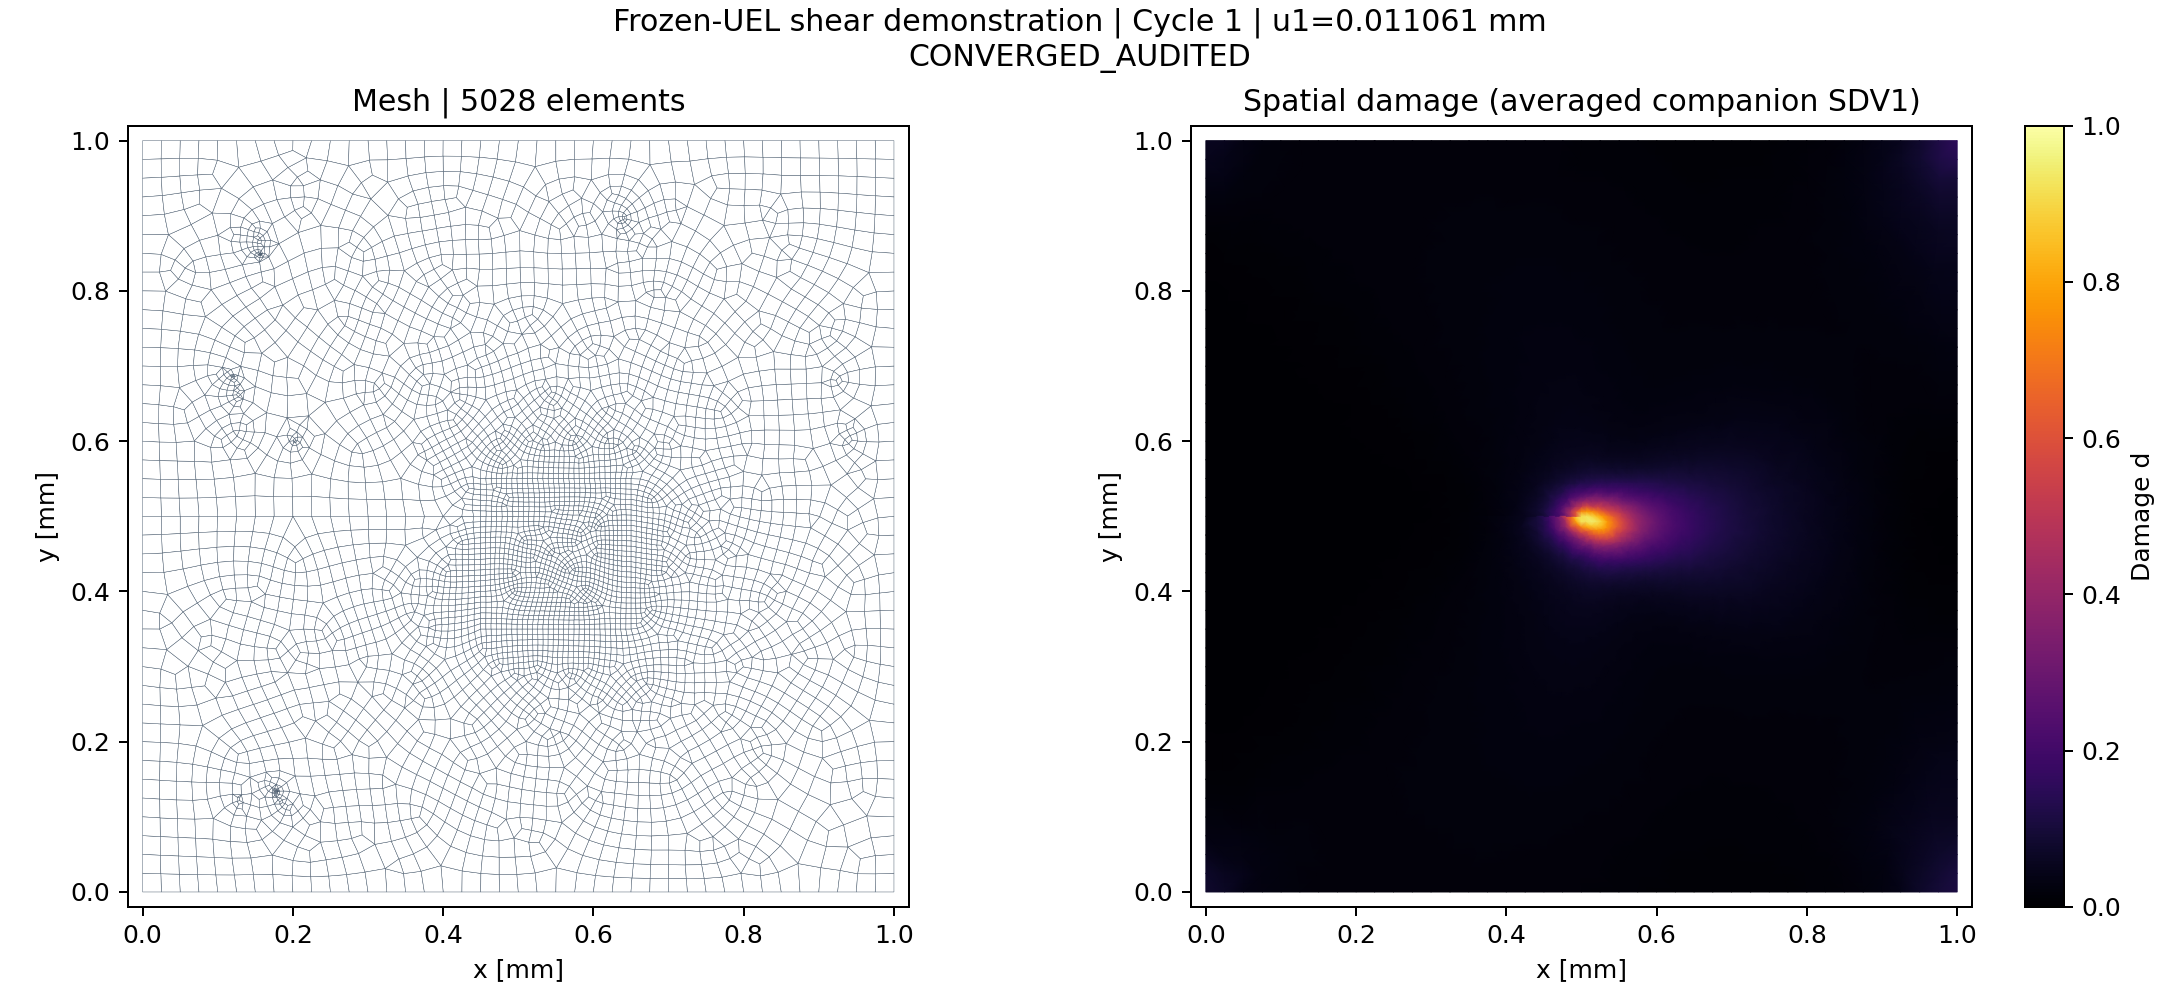 Frozen-UEL shear demonstration | Cycle 1 | u1=0.011061 mm
CONVERGED_AUDITED
Mesh | 5028 elements
1.0
0.8
0.6
0.4
0.2
0.0
y [mm]
0.0 0.2 0.4 0.6 0.8 1.0
x [mm]
Spatial damage (averaged companion SDV1)
1.0
0.8
0.6
0.4
0.2
0.0
y [mm]
0.0 0.2 0.4 0.6 0.8 1.0
x [mm]
1.0
0.8
0.6
0.4
0.2
0.0
Damage d